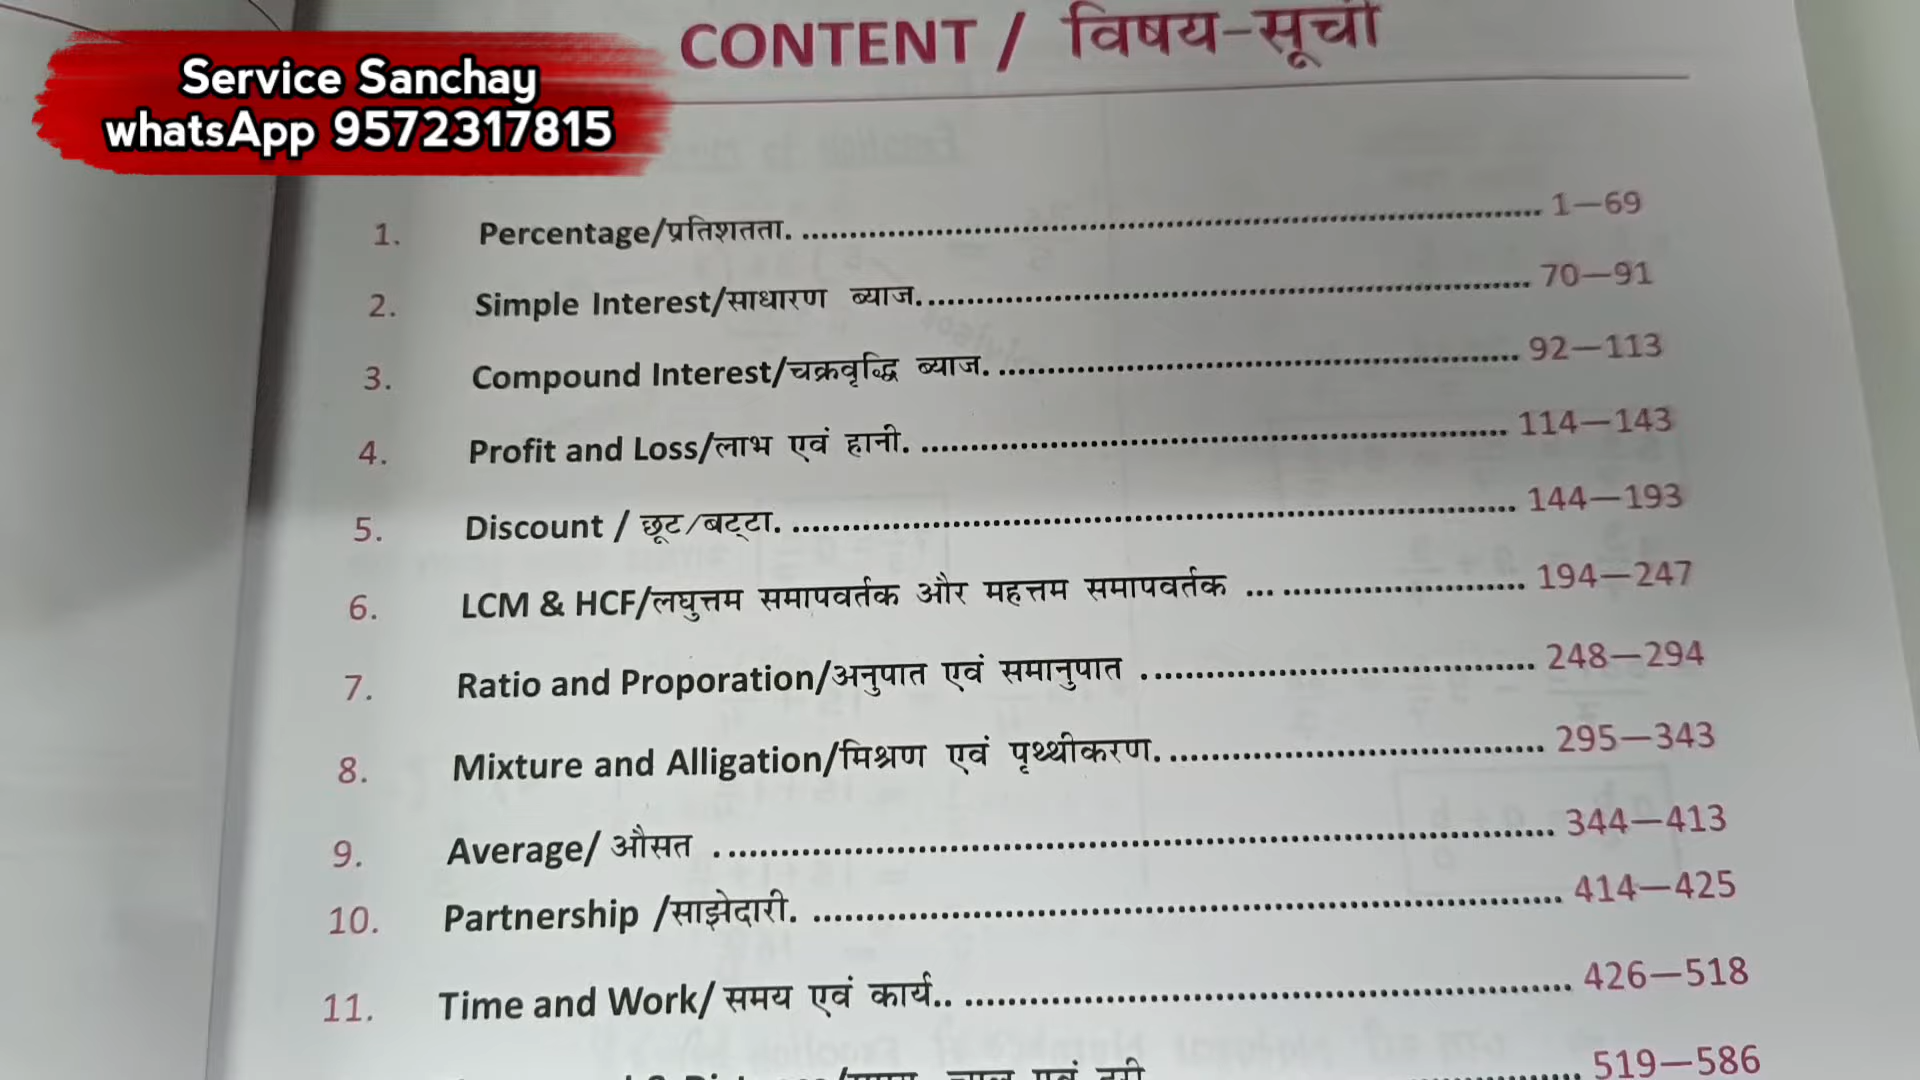 CONTENT / विषय-सूची
Service Sanchay
whatsApp 9572317815
1. Percentage/प्रतिशतता. ........ 1—69
2. Simple Interest/साधारण ब्याज......... 70—91
3. Compound Interest/चक्रवृद्धि ब्याज. ........ 92—113
4. Profit and Loss/लाभ एवं हानी. ........ 114—143
5. Discount / छूट/बट्टा. ........ 144—193
6. LCM & HCF/लघुत्तम समापवर्तक और महत्तम समापवर्तक ... ........ 194—247
7. Ratio and Proporation/अनुपात एवं समानुपात ......... 248—294
8. Mixture and Alligation/मिश्रण एवं पृथ्थीकरण. ........ 295—343
9. Average/ औसत ......... 344—413
10. Partnership /साझेदारी. ........ 414—425
11. Time and Work/ समय एवं कार्य.. ........ 426—518
519—586